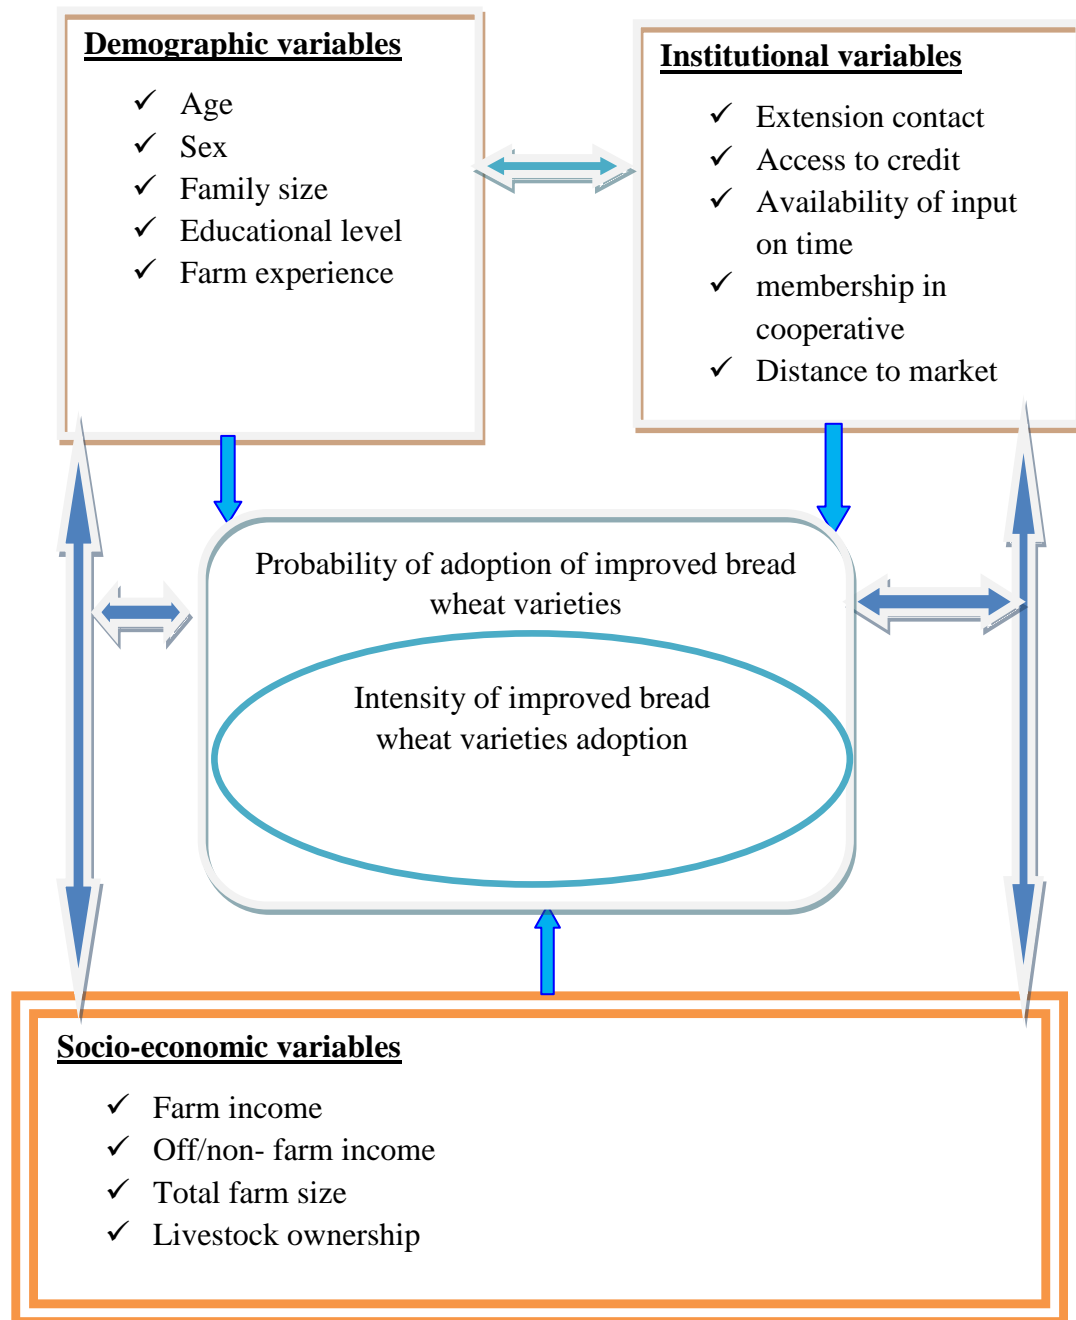 Demographic variables
✓ Age
✓ Sex
✓ Family size
✓ Educational level
✓ Farm experience
Institutional variables
✓ Extension contact
✓ Access to credit
✓ Availability of input
on time
✓ membership in
cooperative
✓ Distance to market
Probability of adoption of improved bread
wheat varieties
Intensity of improved bread
wheat varieties adoption
Socio-economic variables
✓ Farm income
✓ Off/non- farm income
✓ Total farm size
✓ Livestock ownership